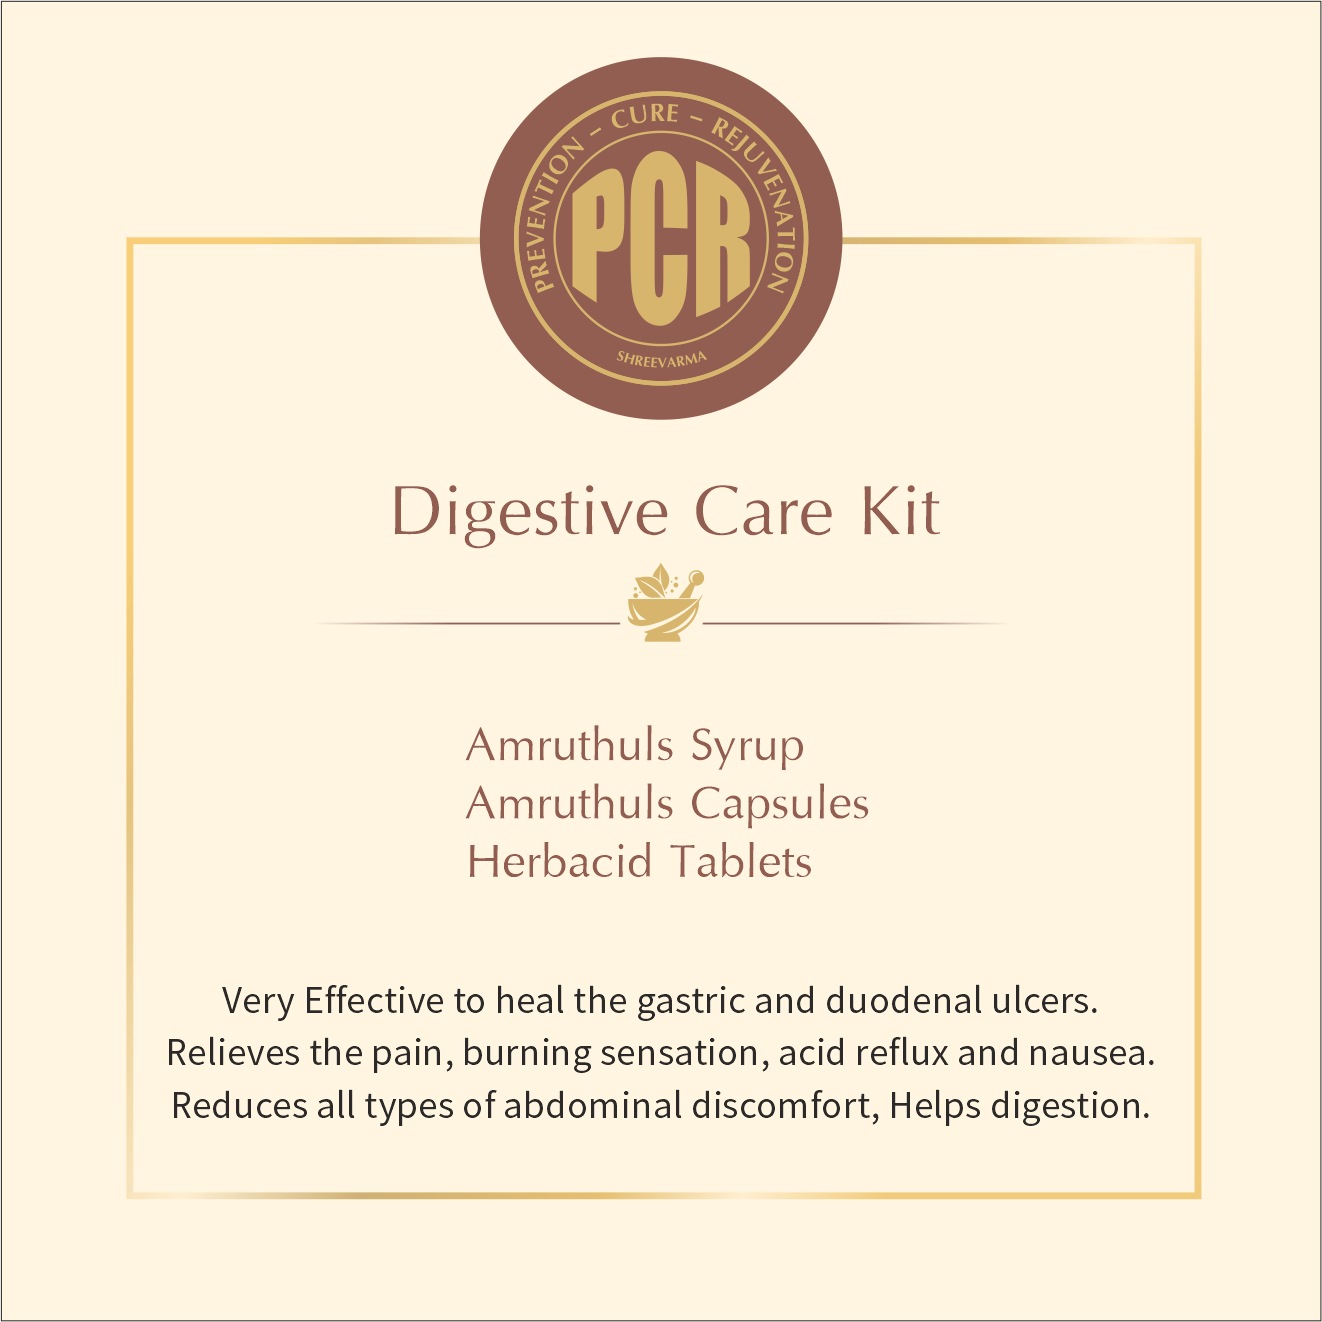 PREVENTION – CURE – REJUVENATION
PCR
SHREEVARMA
Digestive Care Kit
Amruthuls Syrup
Amruthuls Capsules
Herbacid Tablets
Very Effective to heal the gastric and duodenal ulcers.
Relieves the pain, burning sensation, acid reflux and nausea.
Reduces all types of abdominal discomfort, Helps digestion.